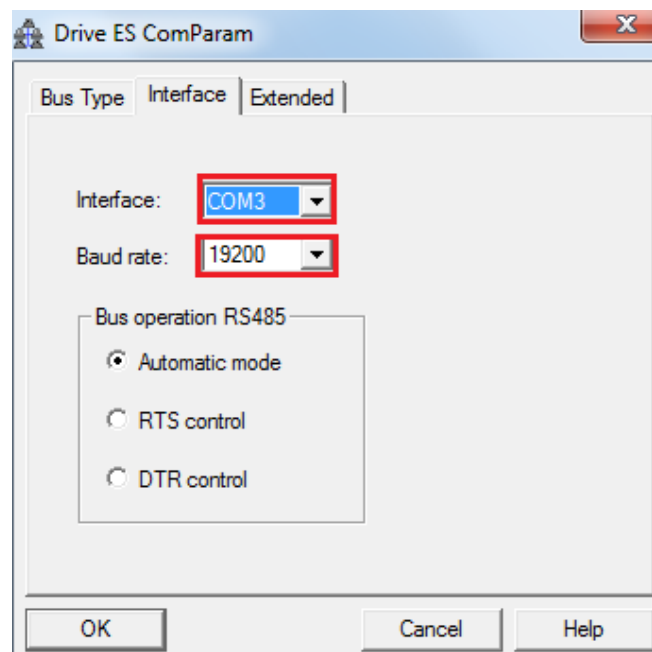 Drive ES ComParam
Bus Type Interface Extended
Interface: COM3
Baud rate: 19200
Bus operation RS485
Automatic mode
RTS control
DTR control
OK Cancel Help